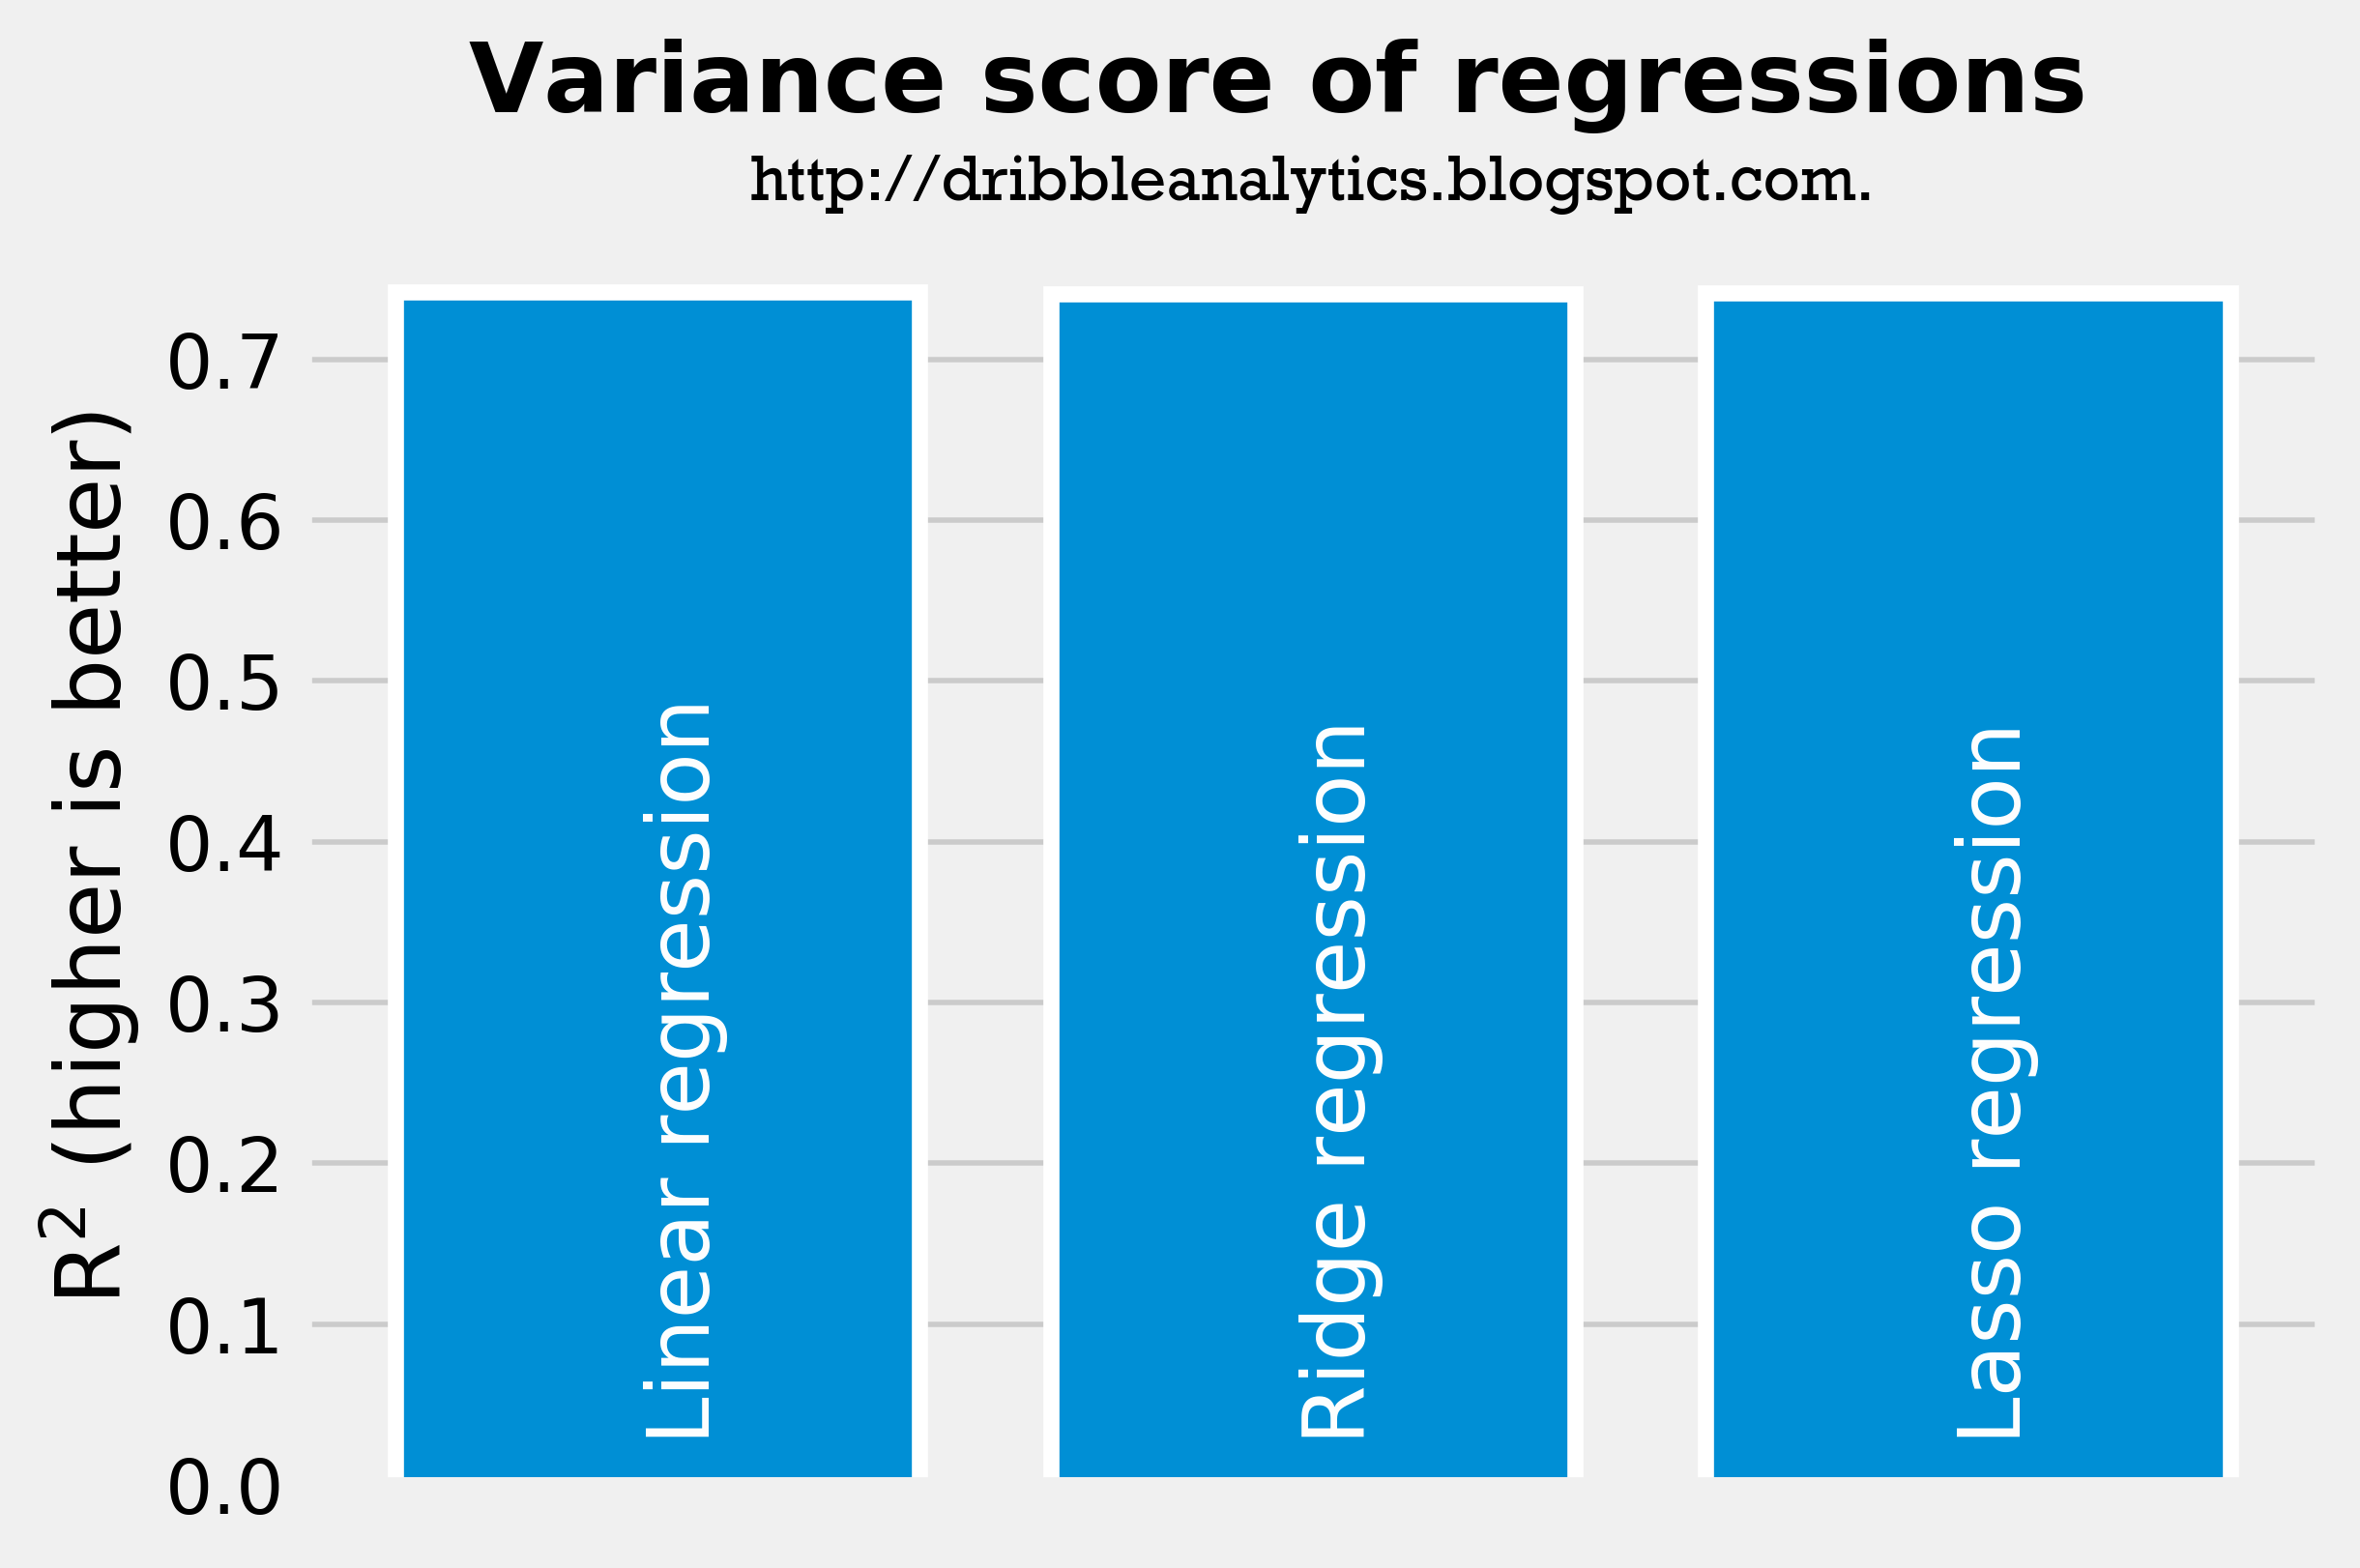 Variance score of regressions
http://dribbleanalytics.blogspot.com.
R² (higher is better)
0.7
0.6
0.5
0.4
0.3
0.2
0.1
0.0
Linear regression
Ridge regression
Lasso regression